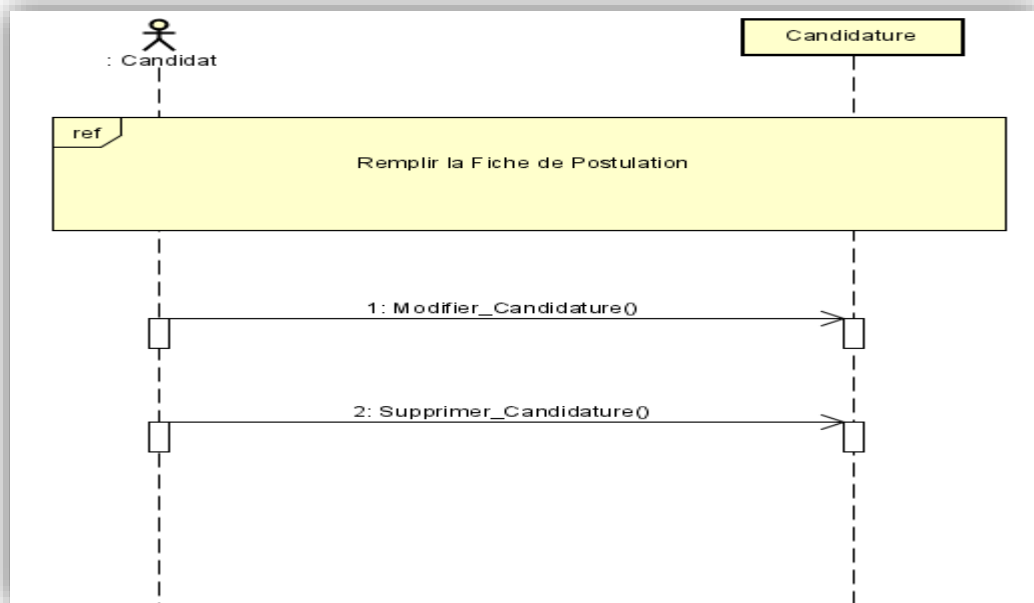 : Candidat
Candidature
ref
Remplir la Fiche de Postulation
1: Modifier_Candidature()
2: Supprimer_Candidature()